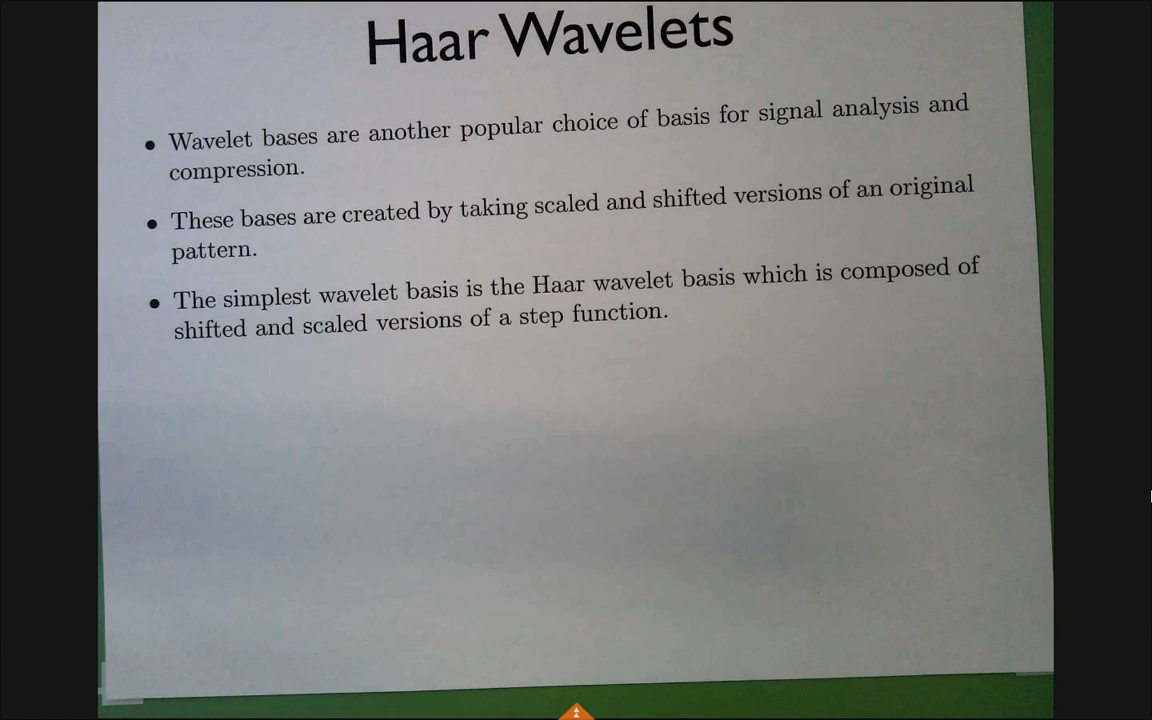 Haar Wavelets
• Wavelet bases are another popular choice of basis for signal analysis and
compression.
• These bases are created by taking scaled and shifted versions of an original
pattern.
• The simplest wavelet basis is the Haar wavelet basis which is composed of
shifted and scaled versions of a step function.